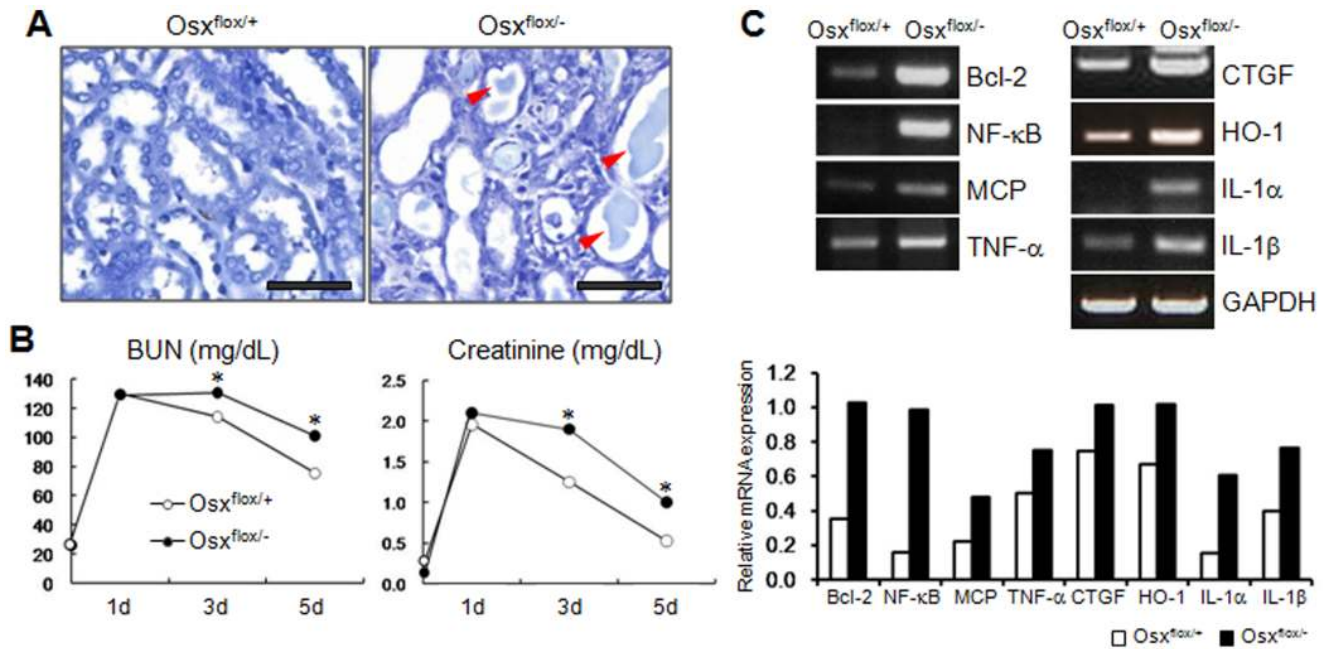 A
Osxflox/+
Osxflox/-
B
BUN (mg/dL)
140
120
100
80
60
40
20
0
*
*
Osxflox/+
Osxflox/-
1d
3d
5d
Creatinine (mg/dL)
2.5
2.0
1.5
1.0
0.5
0.0
*
*
1d
3d
5d
C
Osxflox/+ Osxflox/-
Bcl-2
NF-κB
MCP
TNF-α
Osxflox/+ Osxflox/-
CTGF
HO-1
IL-1α
IL-1β
GAPDH
Relative mRNA expression
1.2
1.0
0.8
0.6
0.4
0.2
0.0
Bcl-2 NF-κB MCP TNF-α CTGF HO-1 IL-1α IL-1β
Osxflox/+ Osxflox/-